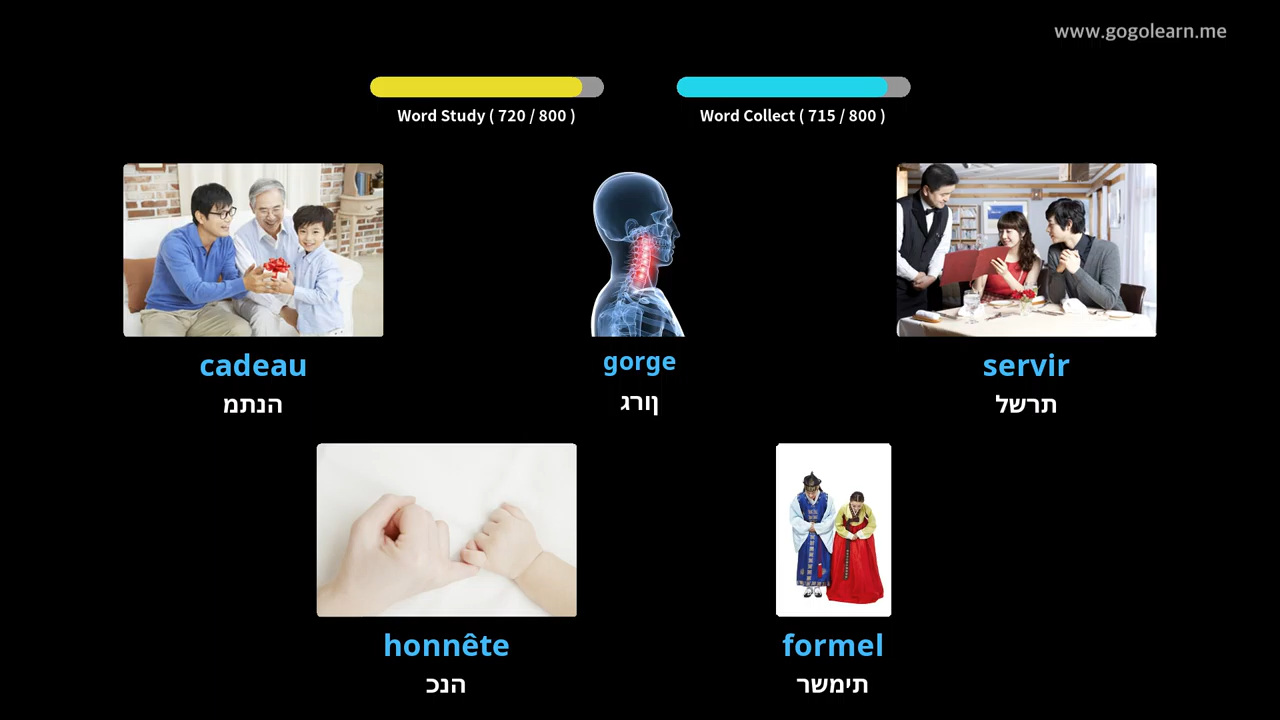 www.gogolearn.me
Word Study ( 720 / 800 )
Word Collect ( 715 / 800 )
cadeau
הנתמ
gorge
ןורג
servir
תרשל
honnête
הנכ
formel
תימשר